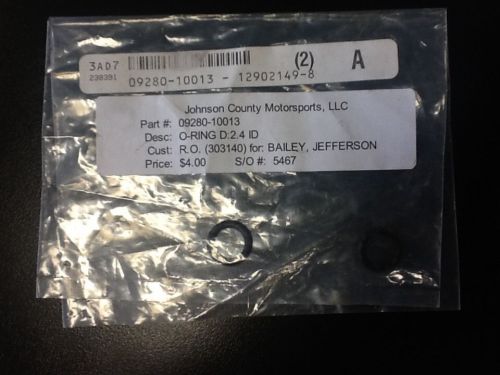 3AD7 (2) A
230391
09280-10013 - 12902149-8
Johnson County Motorsports, LLC
Part #: 09280-10013
Desc: O-RING D:2.4 ID
Cust: R.O. (303140) for: BAILEY, JEFFERSON
Price: $4.00 S/O #: 5467